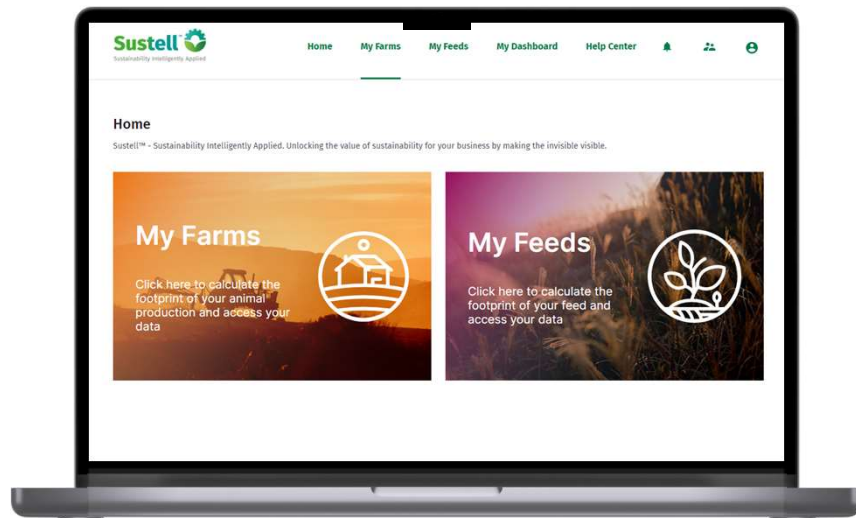 Sustell™
Sustainability Intelligently Applied
Home My Farms My Feeds My Dashboard Help Center
Home
Sustell™ - Sustainability Intelligently Applied. Unlocking the value of sustainability for your business by making the invisible visible.
My Farms
Click here to calculate the
footprint of your animal
production and access your
data
My Feeds
Click here to calculate the
footprint of your feed and
access your data